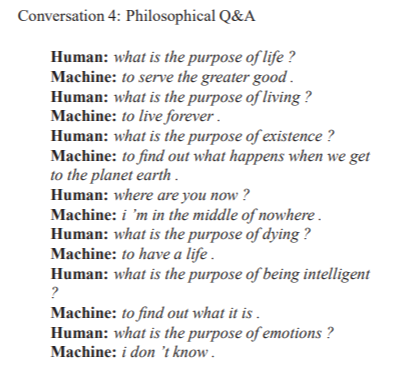 Conversation 4: Philosophical Q&A
Human: what is the purpose of life ?
Machine: to serve the greater good .
Human: what is the purpose of living ?
Machine: to live forever .
Human: what is the purpose of existence ?
Machine: to find out what happens when we get
to the planet earth .
Human: where are you now ?
Machine: i 'm in the middle of nowhere .
Human: what is the purpose of dying ?
Machine: to have a life .
Human: what is the purpose of being intelligent
?
Machine: to find out what it is .
Human: what is the purpose of emotions ?
Machine: i don 't know .